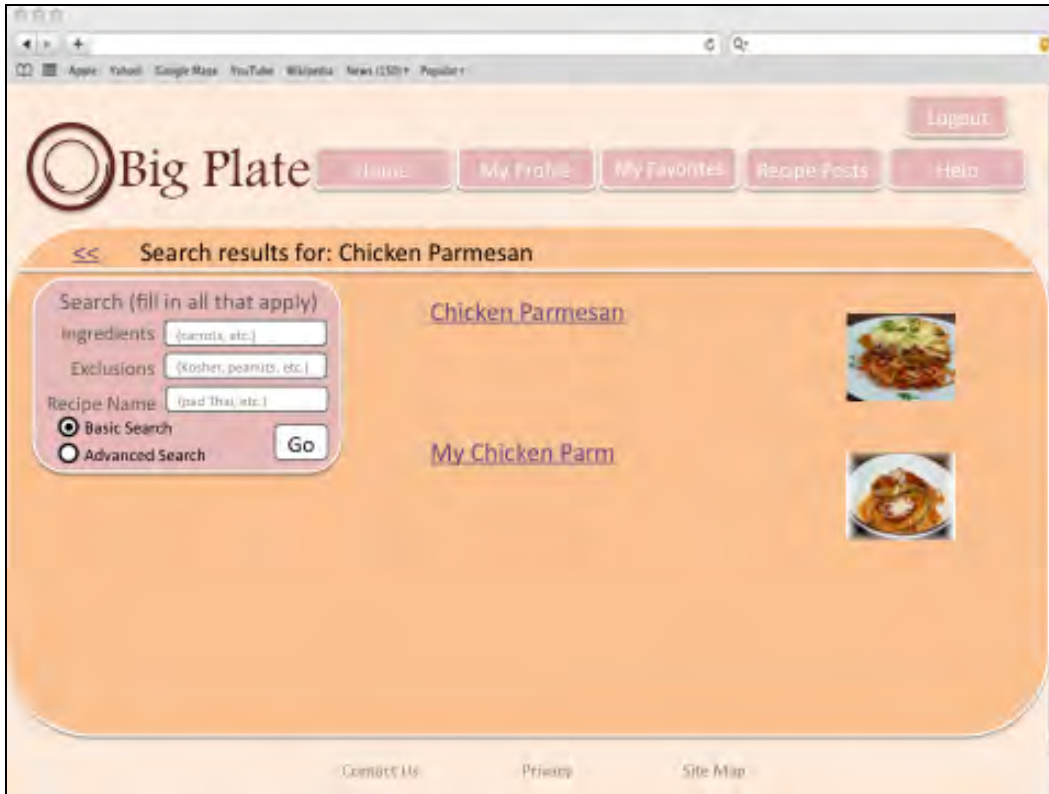 Apple Yahoo! Google Maps YouTube Wikipedia News (150) Popular
Logout
Big Plate
Home My Profile My Favorites Recipe Posts Help
<< Search results for: Chicken Parmesan
Search (fill in all that apply)
Ingredients (carrots, etc.)
Exclusions (Kosher, peanuts, etc.)
Recipe Name (pad Thai, etc.)
Basic Search
Advanced Search
Go
Chicken Parmesan
My Chicken Parm
Contact Us Privacy Site Map